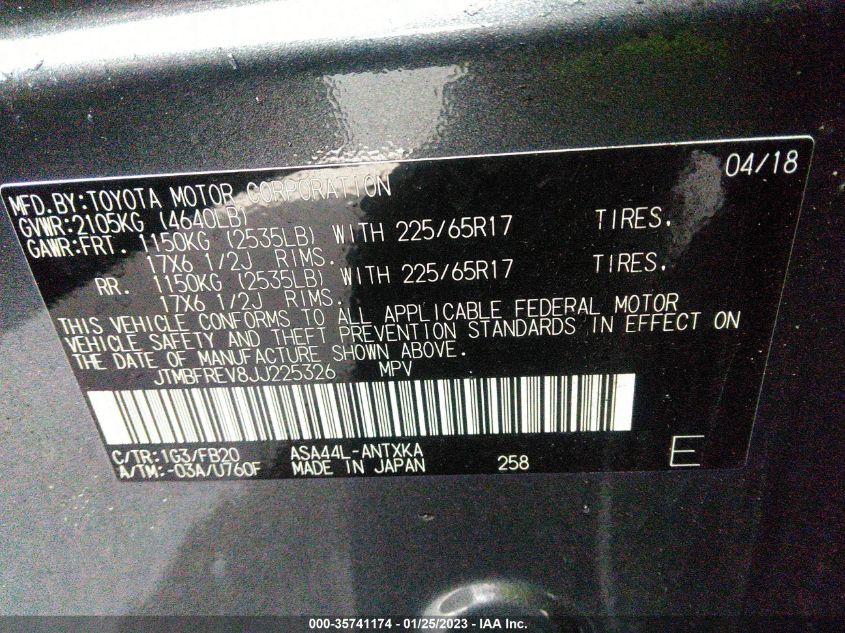 04/18
MFD.BY:TOYOTA MOTOR CORPORATION
GVWR:2105KG (4640LB)
GAWR:FRT. 1150KG (2535LB) WITH 225/65R17 TIRES.
17X6 1/2J RIMS.
RR. 1150KG (2535LB) WITH 225/65R17 TIRES.
17X6 1/2J RIMS.
THIS VEHICLE CONFORMS TO ALL APPLICABLE FEDERAL MOTOR
VEHICLE SAFETY AND THEFT PREVENTION STANDARDS IN EFFECT ON
THE DATE OF MANUFACTURE SHOWN ABOVE.
JTMBFREV8JJ225326 MPV
C/TR:1G3/FB20 ASA44L-ANTXKA
A/TM:-03A/U760F MADE IN JAPAN 258 E
000-35741174 - 01/25/2023 - IAA Inc.